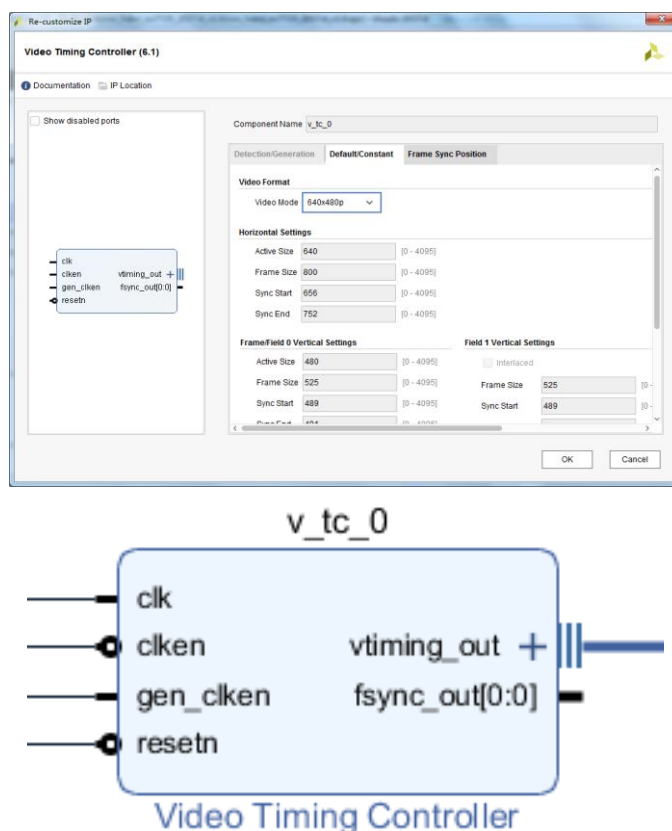 Re-customize IP
Video Timing Controller (6.1)
Documentation IP Location
Show disabled ports
clk
clken
gen_clken
resetn
vtiming_out
fsync_out[0:0]
Component Name v_tc_0
Detection/Generation Default/Constant Frame Sync Position
Video Format
Video Mode 640x480p
Horizontal Settings
Active Size 640 [0 - 4095]
Frame Size 800 [0 - 4095]
Sync Start 656 [0 - 4095]
Sync End 752 [0 - 4095]
Frame/Field 0 Vertical Settings
Active Size 480 [0 - 4095]
Frame Size 525 [0 - 4095]
Sync Start 489 [0 - 4095]
Field 1 Vertical Settings
Interlaced
Frame Size 525 [0 -
Sync Start 489 [0 -
OK Cancel
v_tc_0
clk
clken
gen_clken
resetn
vtiming_out
fsync_out[0:0]
Video Timing Controller